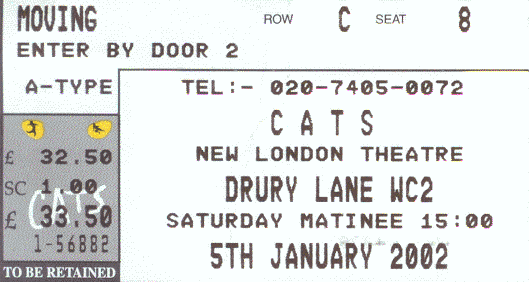 MOVING ROW C SEAT 8
ENTER BY DOOR 2
A-TYPE
£ 32.50
SC 1.00
CATS
£ 33.50
1-56882
TO BE RETAINED
TEL:- 020-7405-0072
CATS
NEW LONDON THEATRE
DRURY LANE WC2
SATURDAY MATINEE 15:00
5TH JANUARY 2002